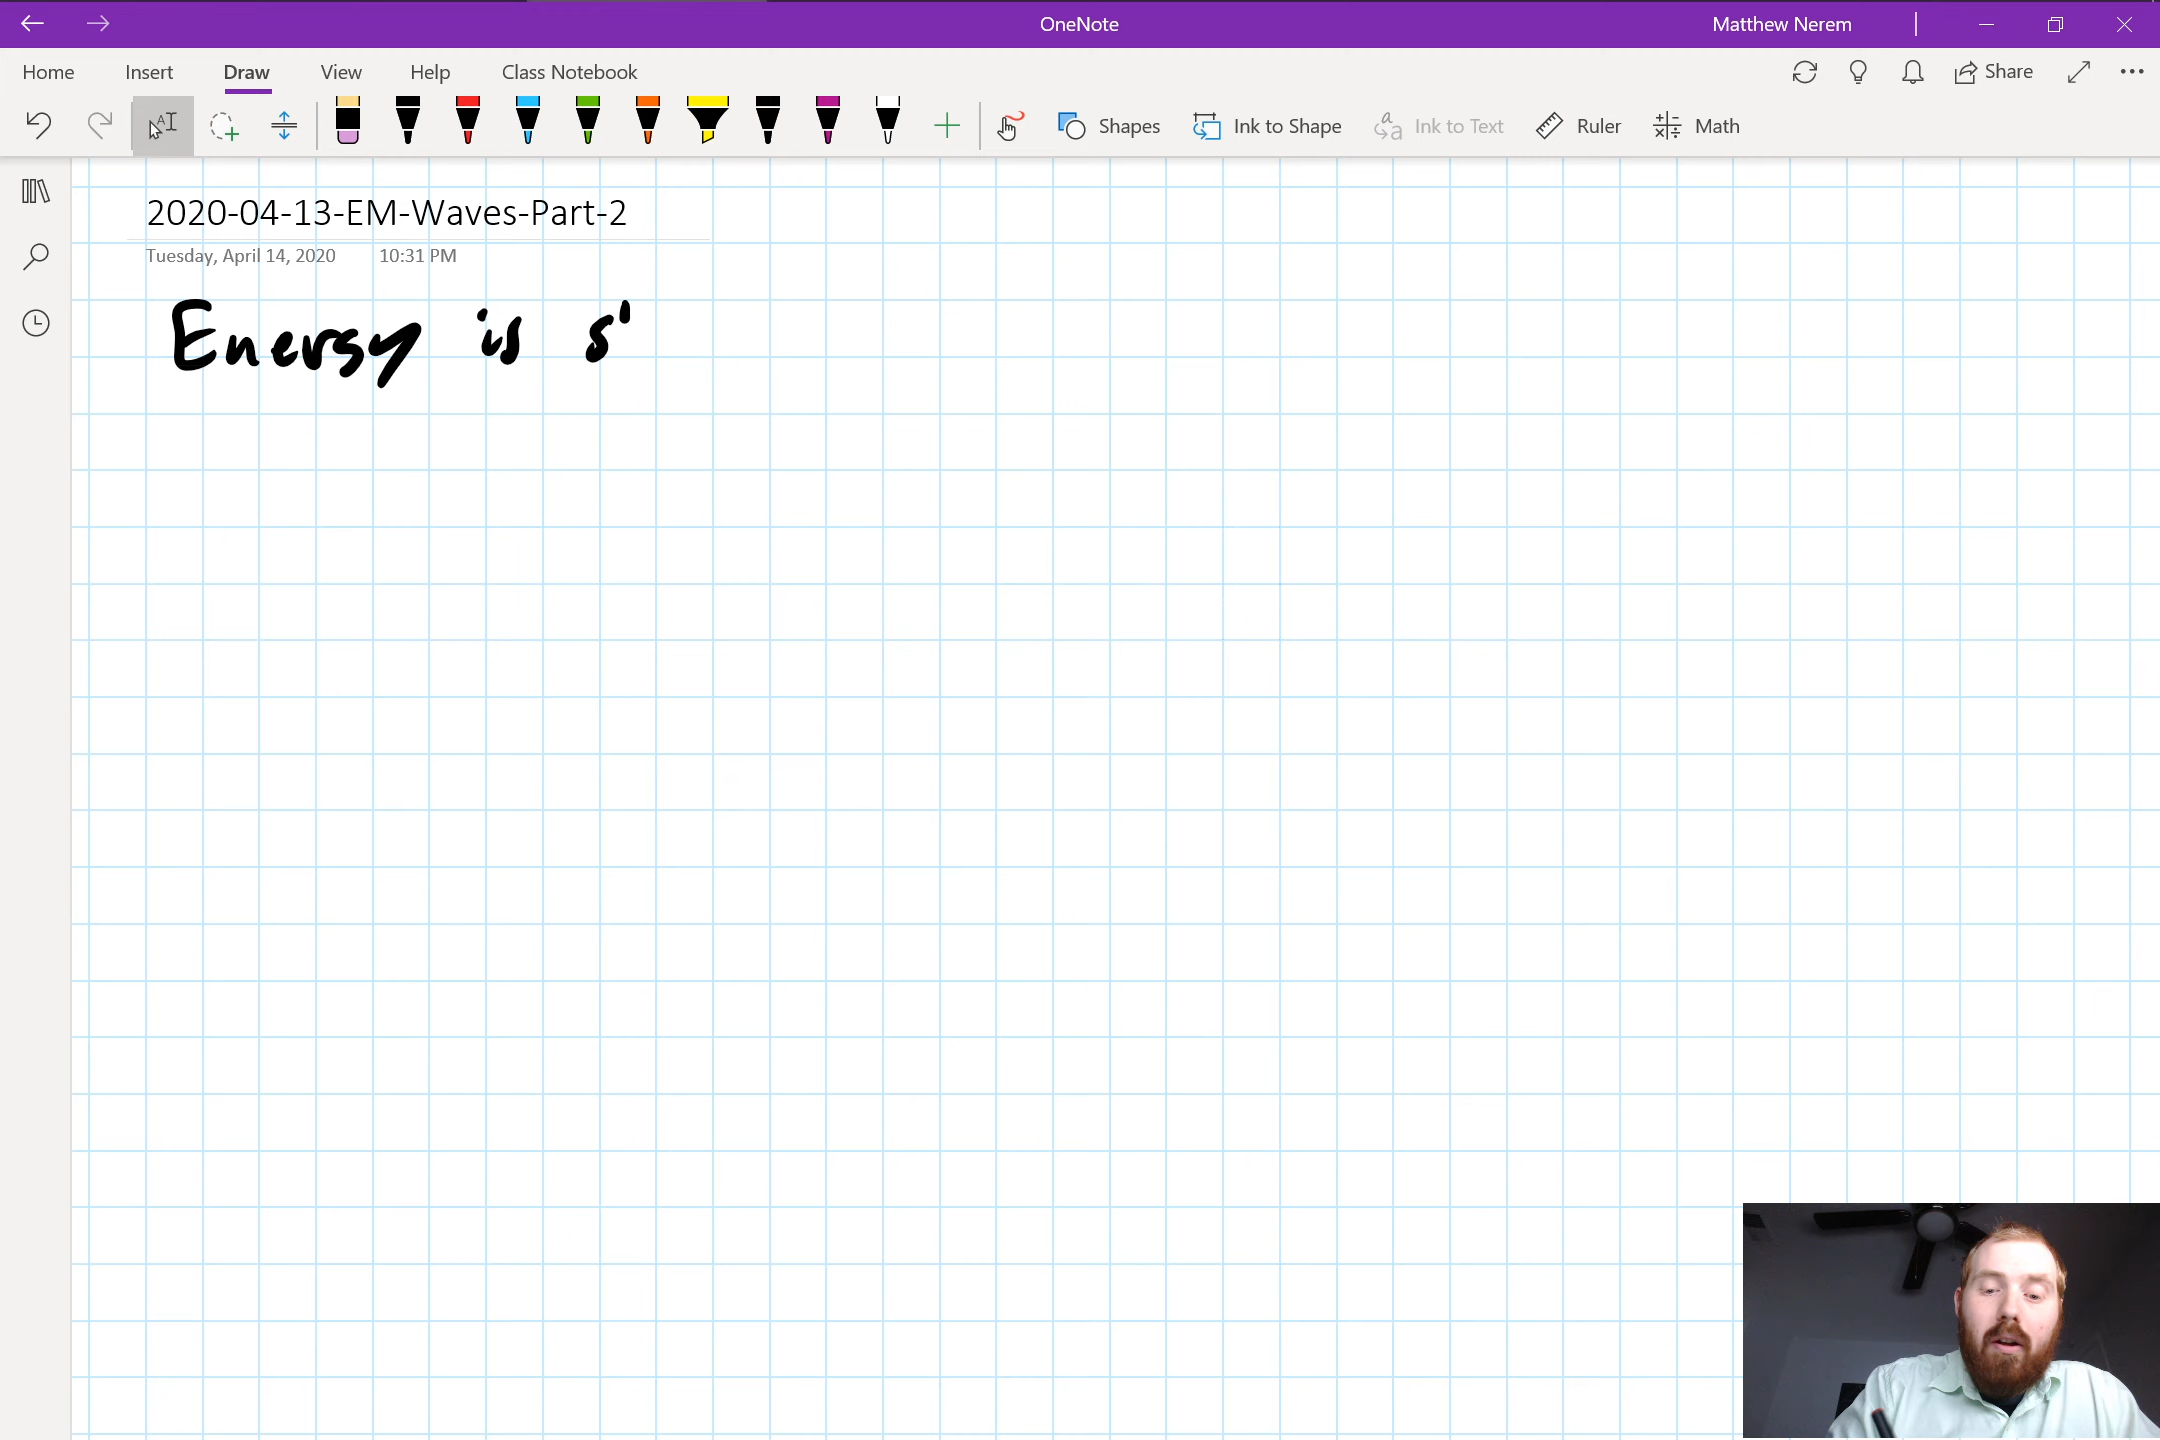 OneNote
Matthew Nerem
Home Insert Draw View Help Class Notebook
Share
Shapes Ink to Shape Ink to Text Ruler Math
2020-04-13-EM-Waves-Part-2
Tuesday, April 14, 2020 10:31 PM
Energy is s'